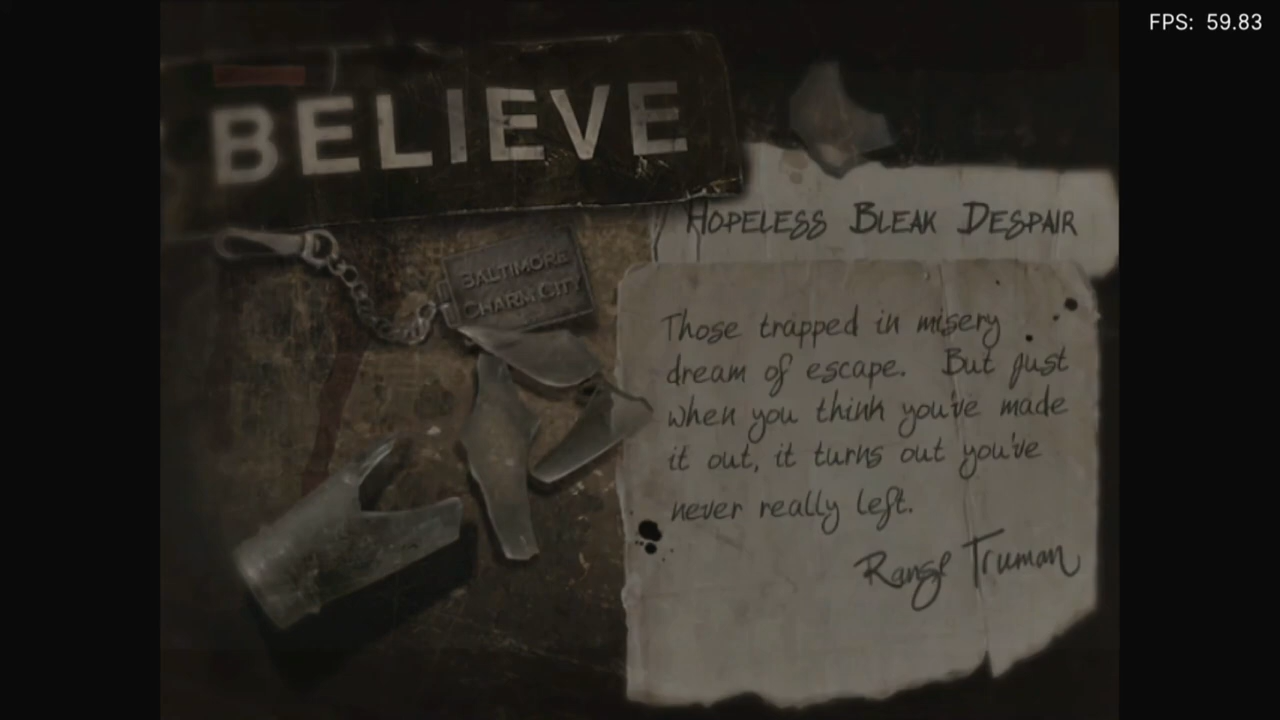 FPS: 59.83
BELIEVE
HOPELESS BLEAK DESPAIR
BALTIMORE
CHARM CITY
Those trapped in misery
dream of escape. But just
when you think you've made
it out, it turns out you've
never really left.
Truman